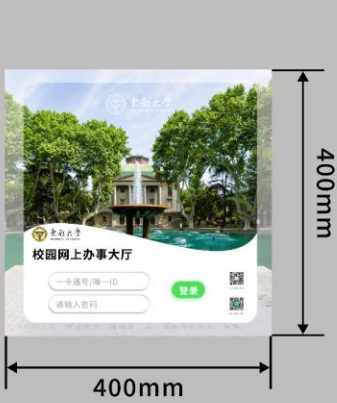 東南大學
東南大學
校园网上办事大厅
一卡通号/唯一ID
请输入密码
登录
400mm
400mm